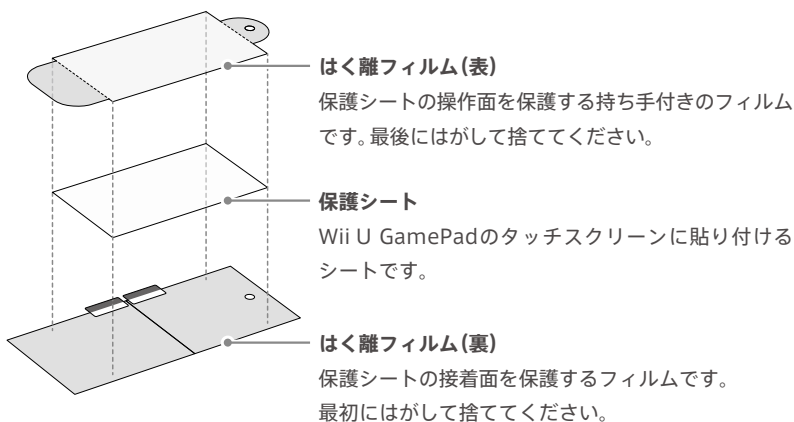 はく離フィルム(表)
保護シートの操作面を保護する持ち手付きのフィルム
です。最後にはがして捨ててください。
保護シート
Wii U GamePadのタッチスクリーンに貼り付ける
シートです。
はく離フィルム(裏)
保護シートの接着面を保護するフィルムです。
最初にはがして捨ててください。